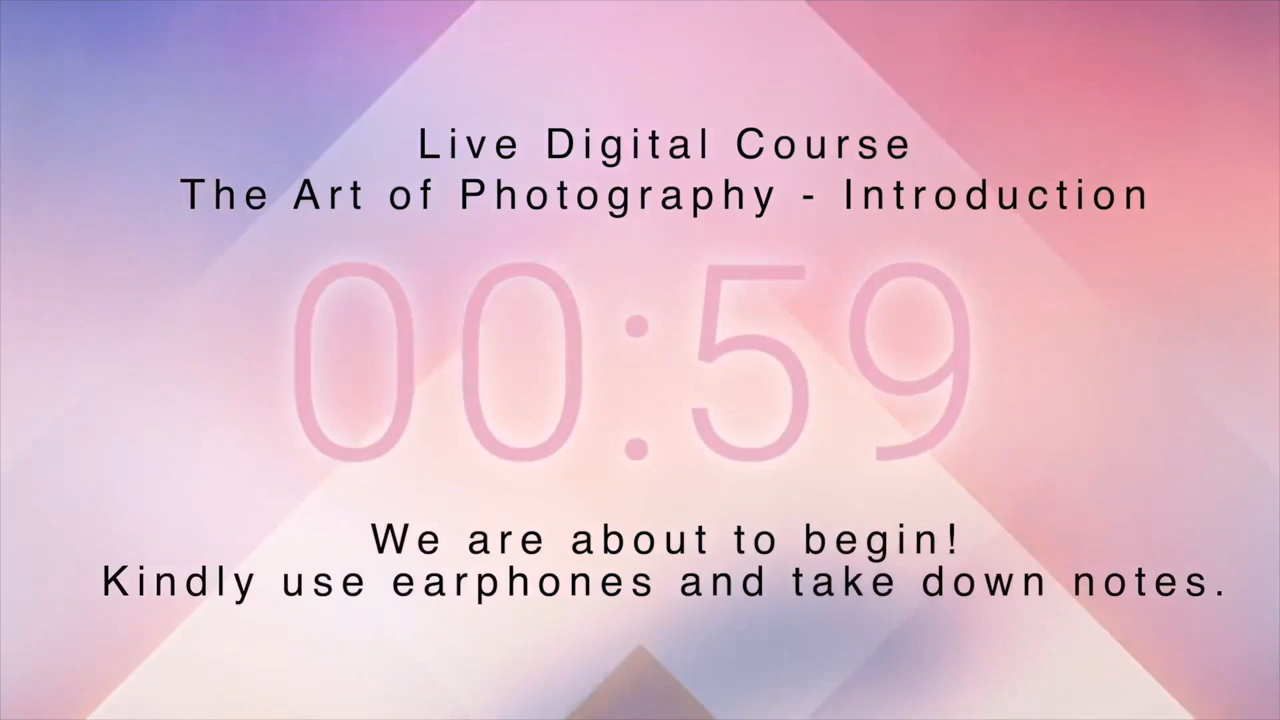 Live Digital Course
The Art of Photography - Introduction
00:59
We are about to begin!
Kindly use earphones and take down notes.